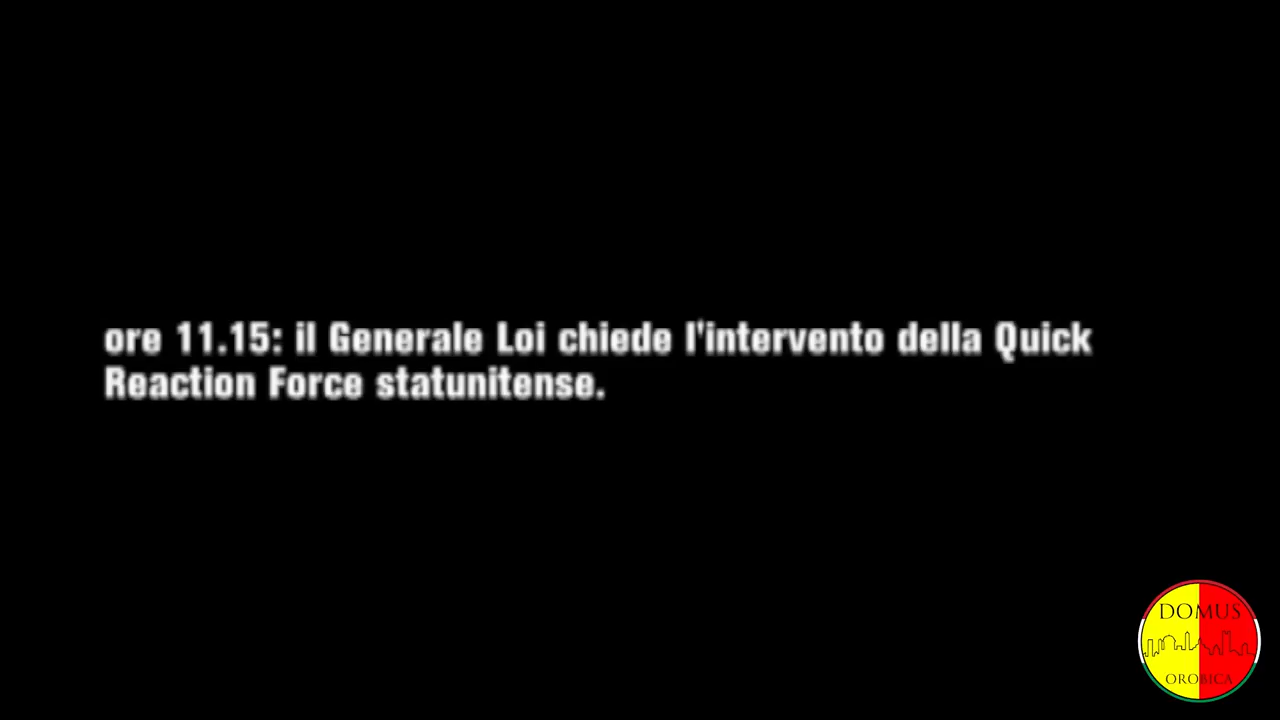 ore 11.15: il Generale Loi chiede l'intervento della Quick
Reaction Force statunitense.
DOMUS
OROBICA